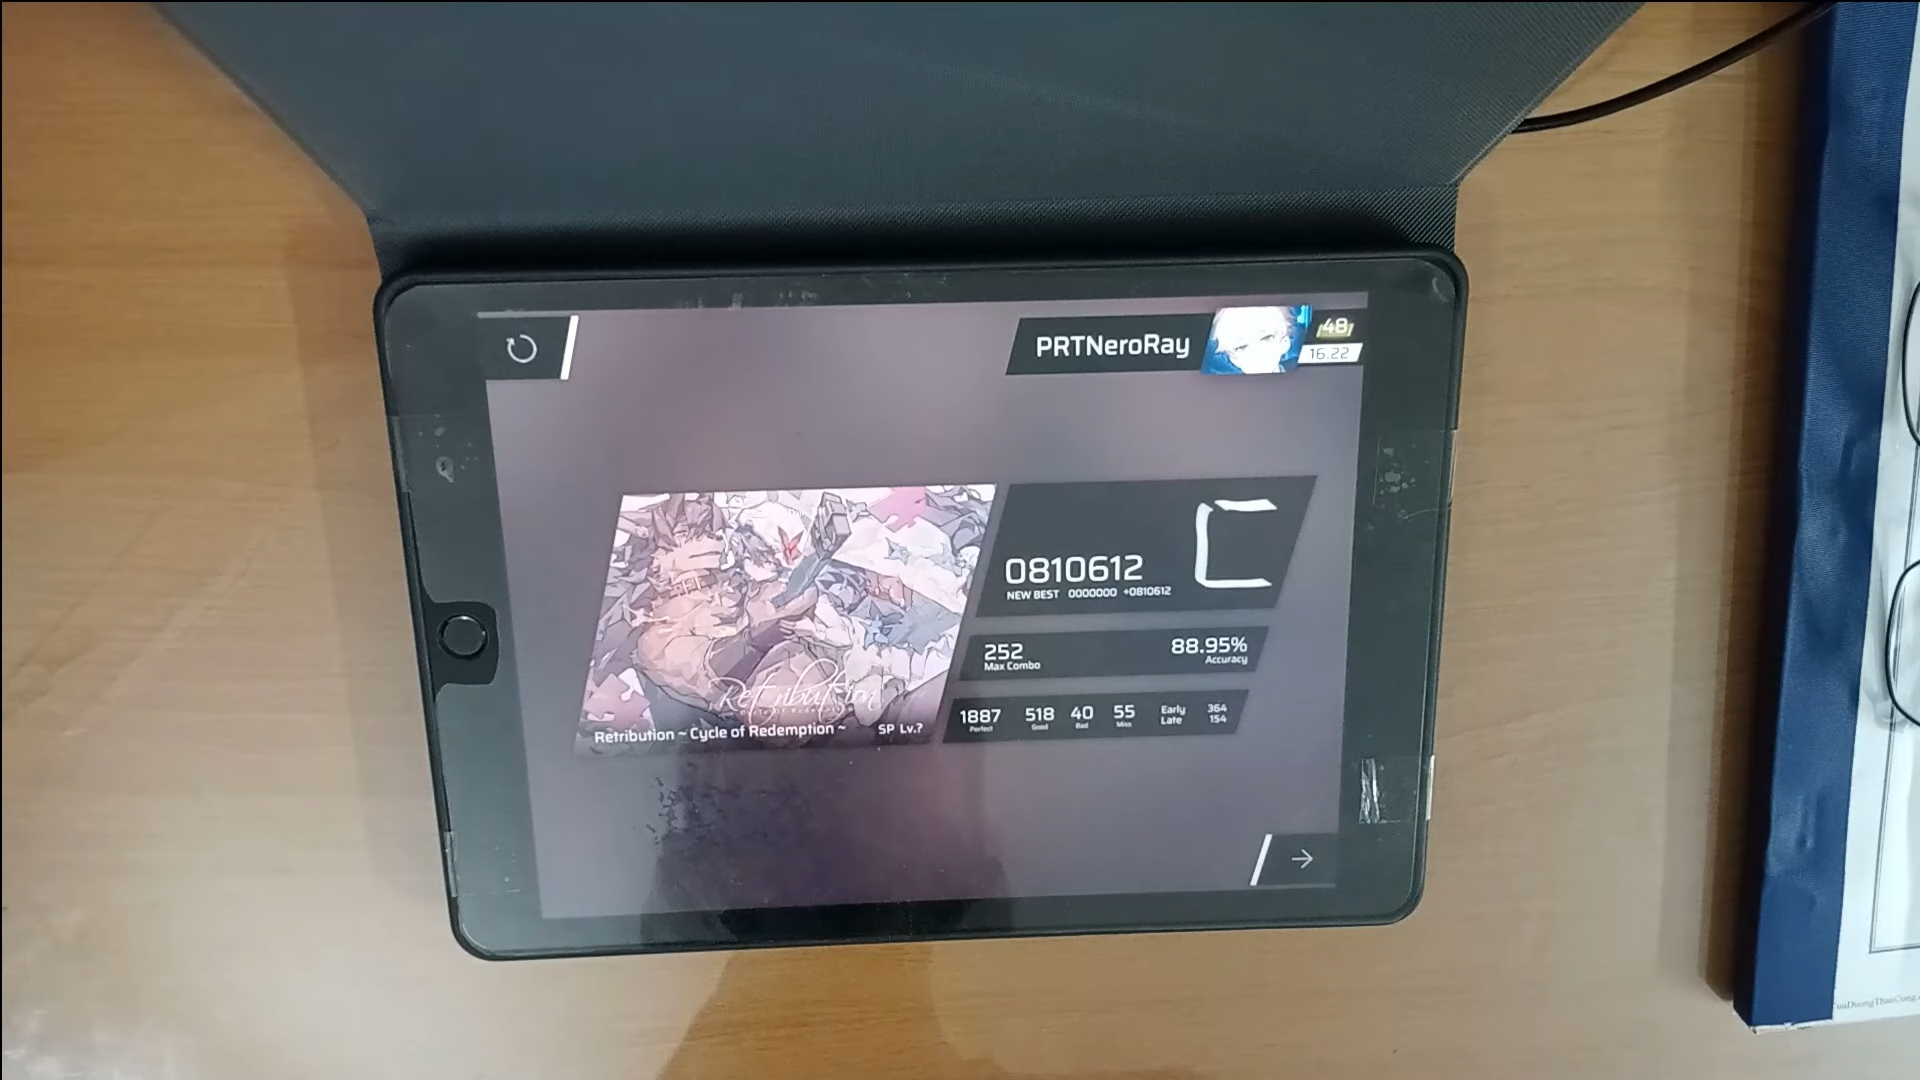 PRTNeroRay
48
16.22
C
0810612
NEW BEST 0000000 +0810612
252
Max Combo
88.95%
Accuracy
1887 518 40 55
Perfect Good Bad Miss
Early 364
Late 154
Retribution
Retribution ~ Cycle of Redemption ~ SP Lv.?